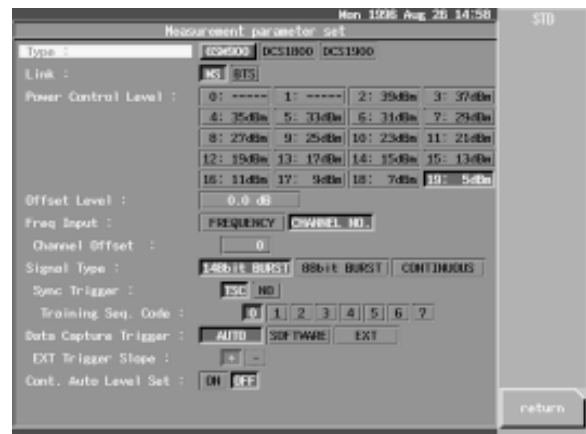 Mon 1996 Aug 26 14:58
STD
Measurement parameter set
Type : GSM900 DCS1800 DCS1900
Link : MS BTS
Power Control Level : 0: ----- 1: ----- 2: 39dBm 3: 37dBm
4: 35dBm 5: 33dBm 6: 31dBm 7: 29dBm
8: 27dBm 9: 25dBm 10: 23dBm 11: 21dBm
12: 19dBm 13: 17dBm 14: 15dBm 15: 13dBm
16: 11dBm 17: 9dBm 18: 7dBm 19: 5dBm
Offset Level : 0.0 dB
Freq Input : FREQUENCY CHANNEL NO.
Channel Offset : 0
Signal Type : 148bit BURST 88bit BURST CONTINUOUS
Sync Trigger : TSC NO
Training Seq. Code : 0 1 2 3 4 5 6 7
Data Capture Trigger : AUTO SOFTWARE EXT
EXT Trigger Slope : + -
Cont. Auto Level Set : ON OFF
return